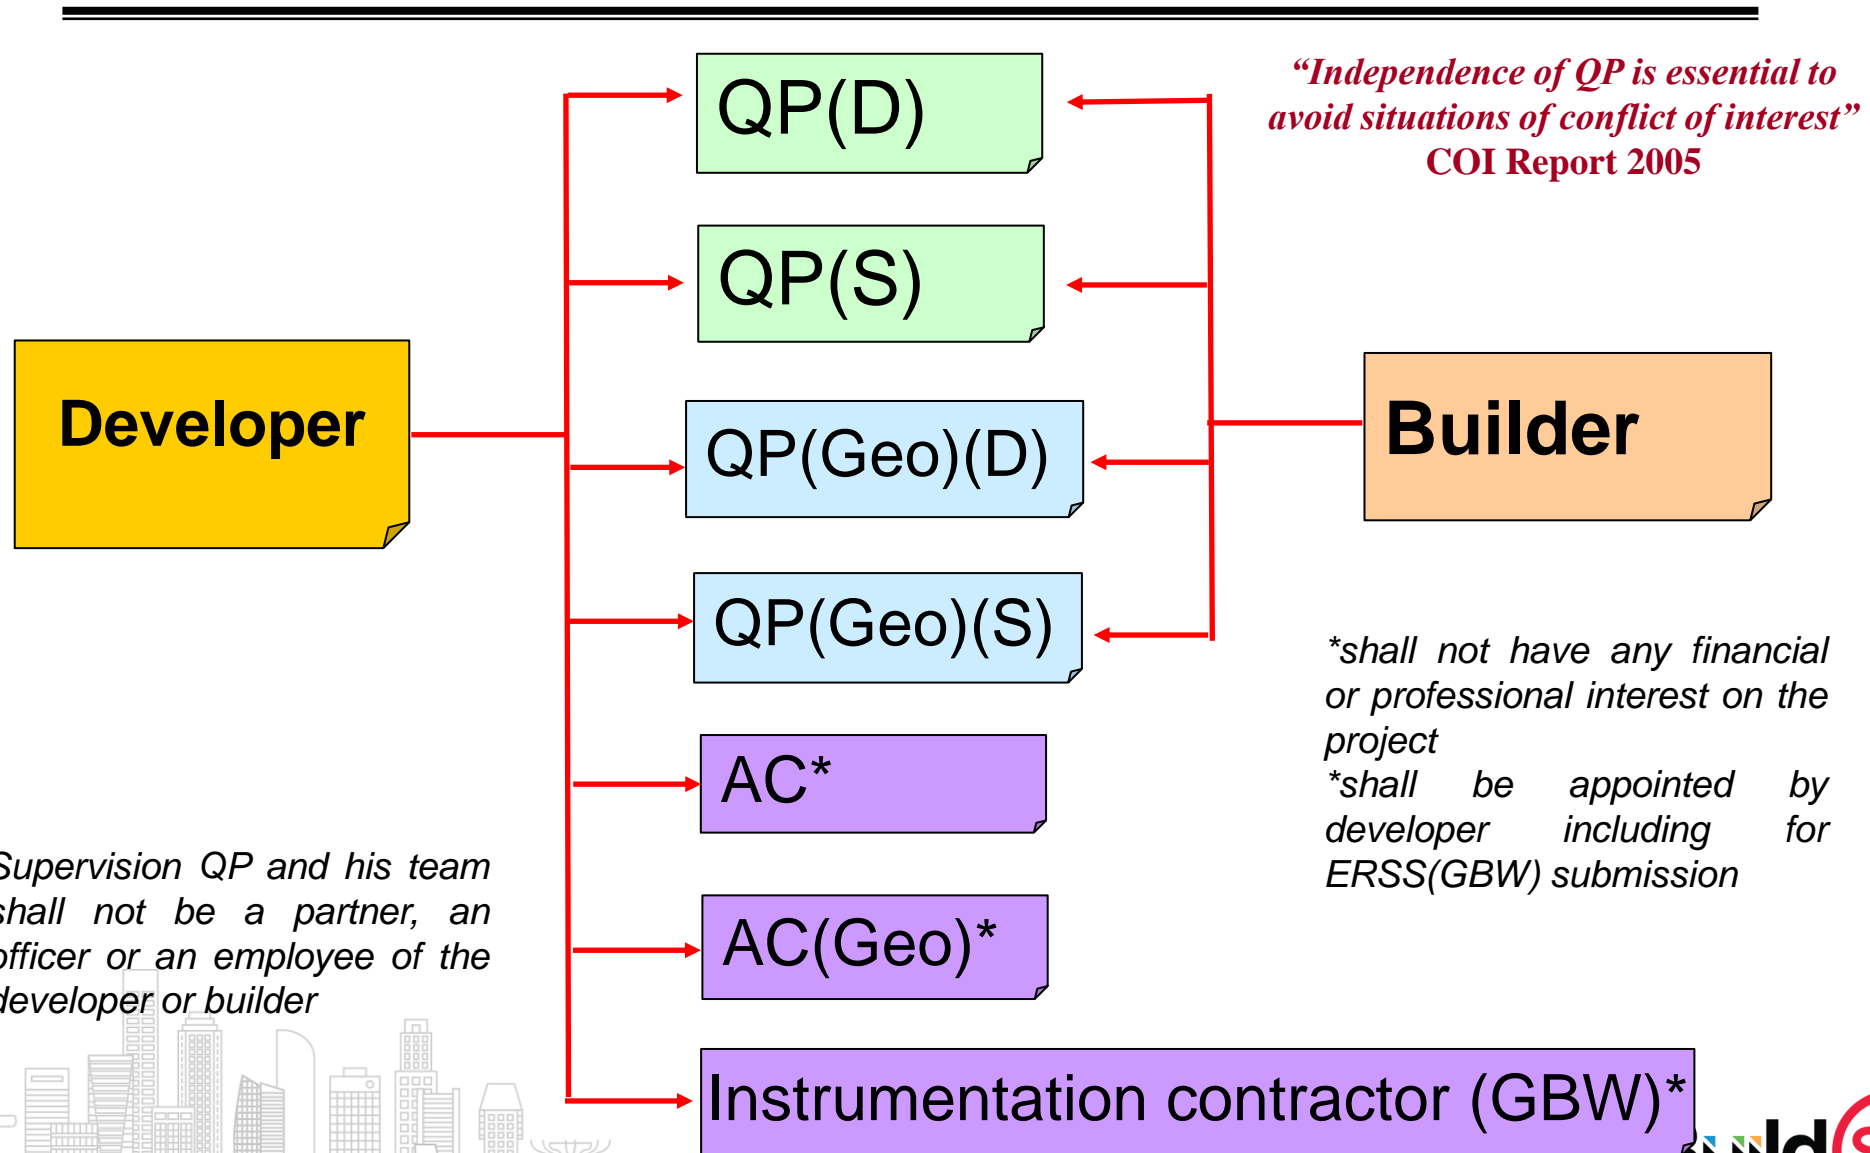 “Independence of QP is essential to
avoid situations of conflict of interest”
COI Report 2005
QP(D)
QP(S)
Developer
QP(Geo)(D)
Builder
QP(Geo)(S)
*shall not have any financial
or professional interest on the
project
*shall be appointed by
developer including for
ERSS(GBW) submission
AC*
Supervision QP and his team
shall not be a partner, an
officer or an employee of the
developer or builder
AC(Geo)*
Instrumentation contractor (GBW)*